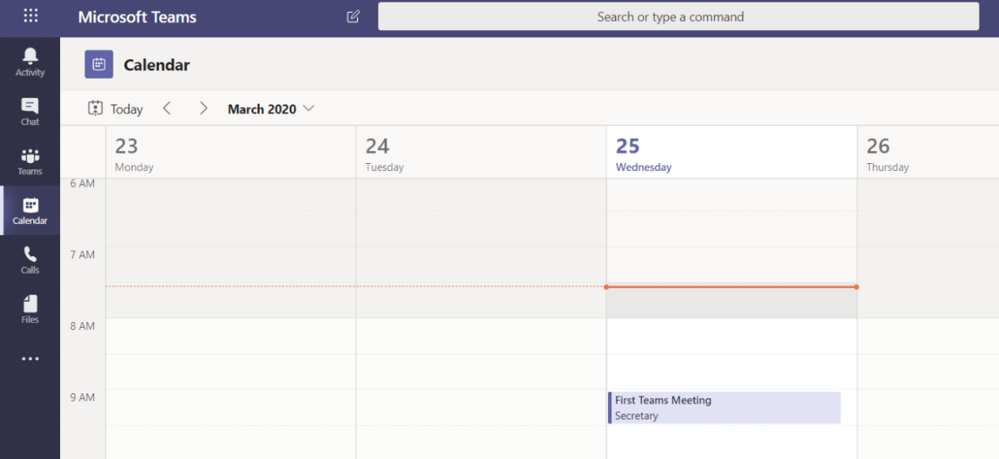 Microsoft Teams
Search or type a command
Activity
Chat
Teams
Calendar
Calls
Files
Calendar
Today
March 2020
23
Monday
24
Tuesday
25
Wednesday
26
Thursday
6 AM
7 AM
8 AM
9 AM
First Teams Meeting
Secretary